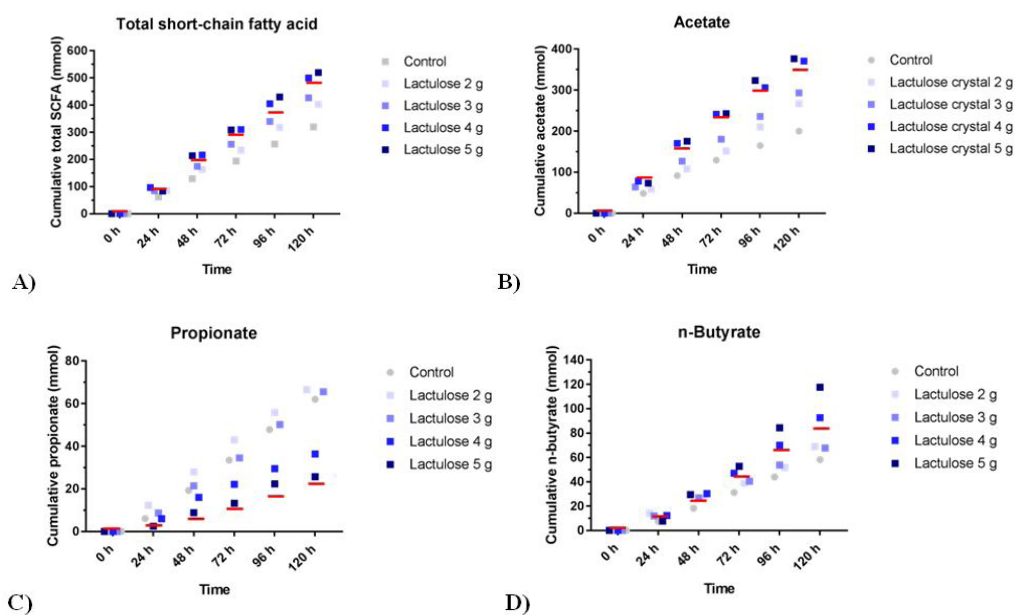 Total short-chain fatty acid
Cumulative total SCFA (mmol)
600
500
400
300
200
100
0
0 h
24 h
48 h
72 h
96 h
120 h
Time
Control
Lactulose 2 g
Lactulose 3 g
Lactulose 4 g
Lactulose 5 g
A)
Acetate
Cumulative acetate (mmol)
400
300
200
100
0
0 h
24 h
48 h
72 h
96 h
120 h
Time
Control
Lactulose crystal 2 g
Lactulose crystal 3 g
Lactulose crystal 4 g
Lactulose crystal 5 g
B)
Propionate
Cumulative propionate (mmol)
80
60
40
20
0
0 h
24 h
48 h
72 h
96 h
120 h
Time
Control
Lactulose 2 g
Lactulose 3 g
Lactulose 4 g
Lactulose 5 g
C)
n-Butyrate
Cumulative n-butyrate (mmol)
140
120
100
80
60
40
20
0
0 h
24 h
48 h
72 h
96 h
120 h
Time
Control
Lactulose 2 g
Lactulose 3 g
Lactulose 4 g
Lactulose 5 g
D)